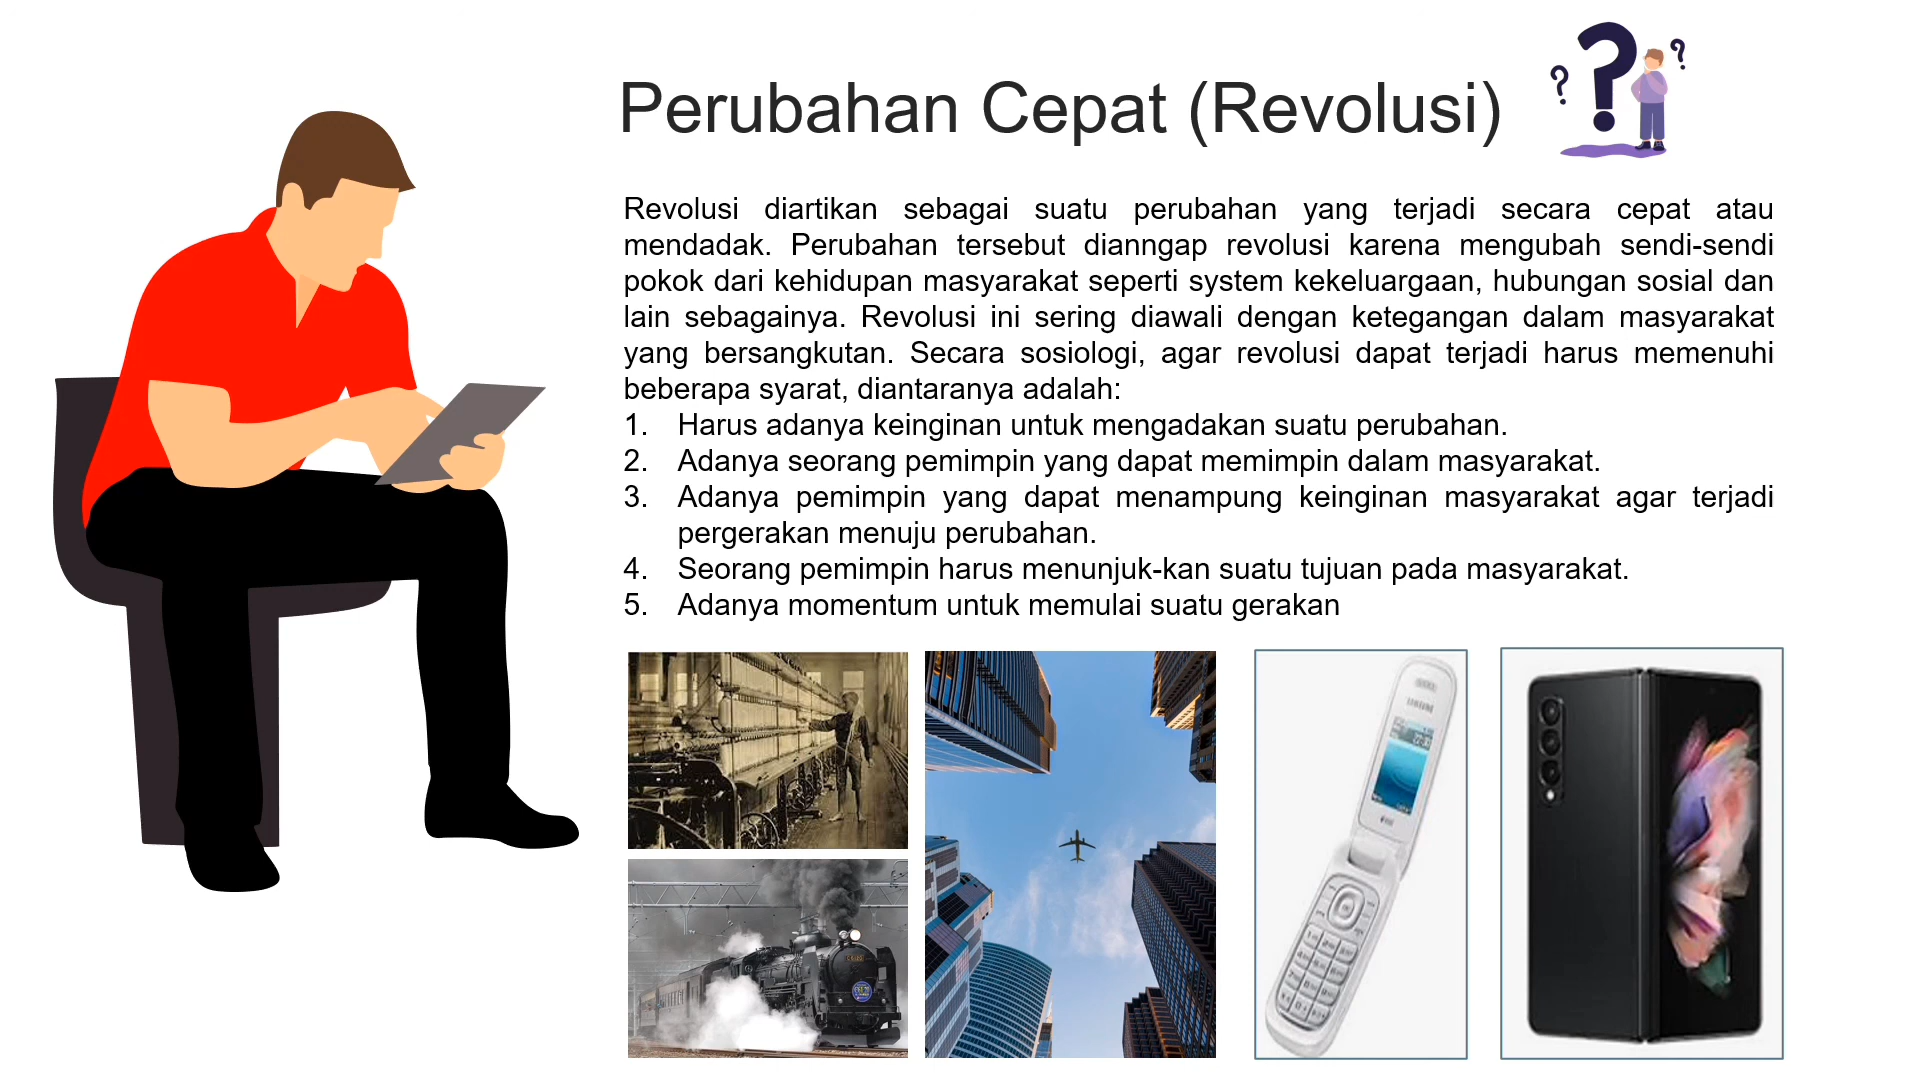 Perubahan Cepat (Revolusi)
Revolusi diartikan sebagai suatu perubahan yang terjadi secara cepat atau
mendadak. Perubahan tersebut dianngap revolusi karena mengubah sendi-sendi
pokok dari kehidupan masyarakat seperti system kekeluargaan, hubungan sosial dan
lain sebagainya. Revolusi ini sering diawali dengan ketegangan dalam masyarakat
yang bersangkutan. Secara sosiologi, agar revolusi dapat terjadi harus memenuhi
beberapa syarat, diantaranya adalah:
1. Harus adanya keinginan untuk mengadakan suatu perubahan.
2. Adanya seorang pemimpin yang dapat memimpin dalam masyarakat.
3. Adanya pemimpin yang dapat menampung keinginan masyarakat agar terjadi
pergerakan menuju perubahan.
4. Seorang pemimpin harus menunjuk-kan suatu tujuan pada masyarakat.
5. Adanya momentum untuk memulai suatu gerakan